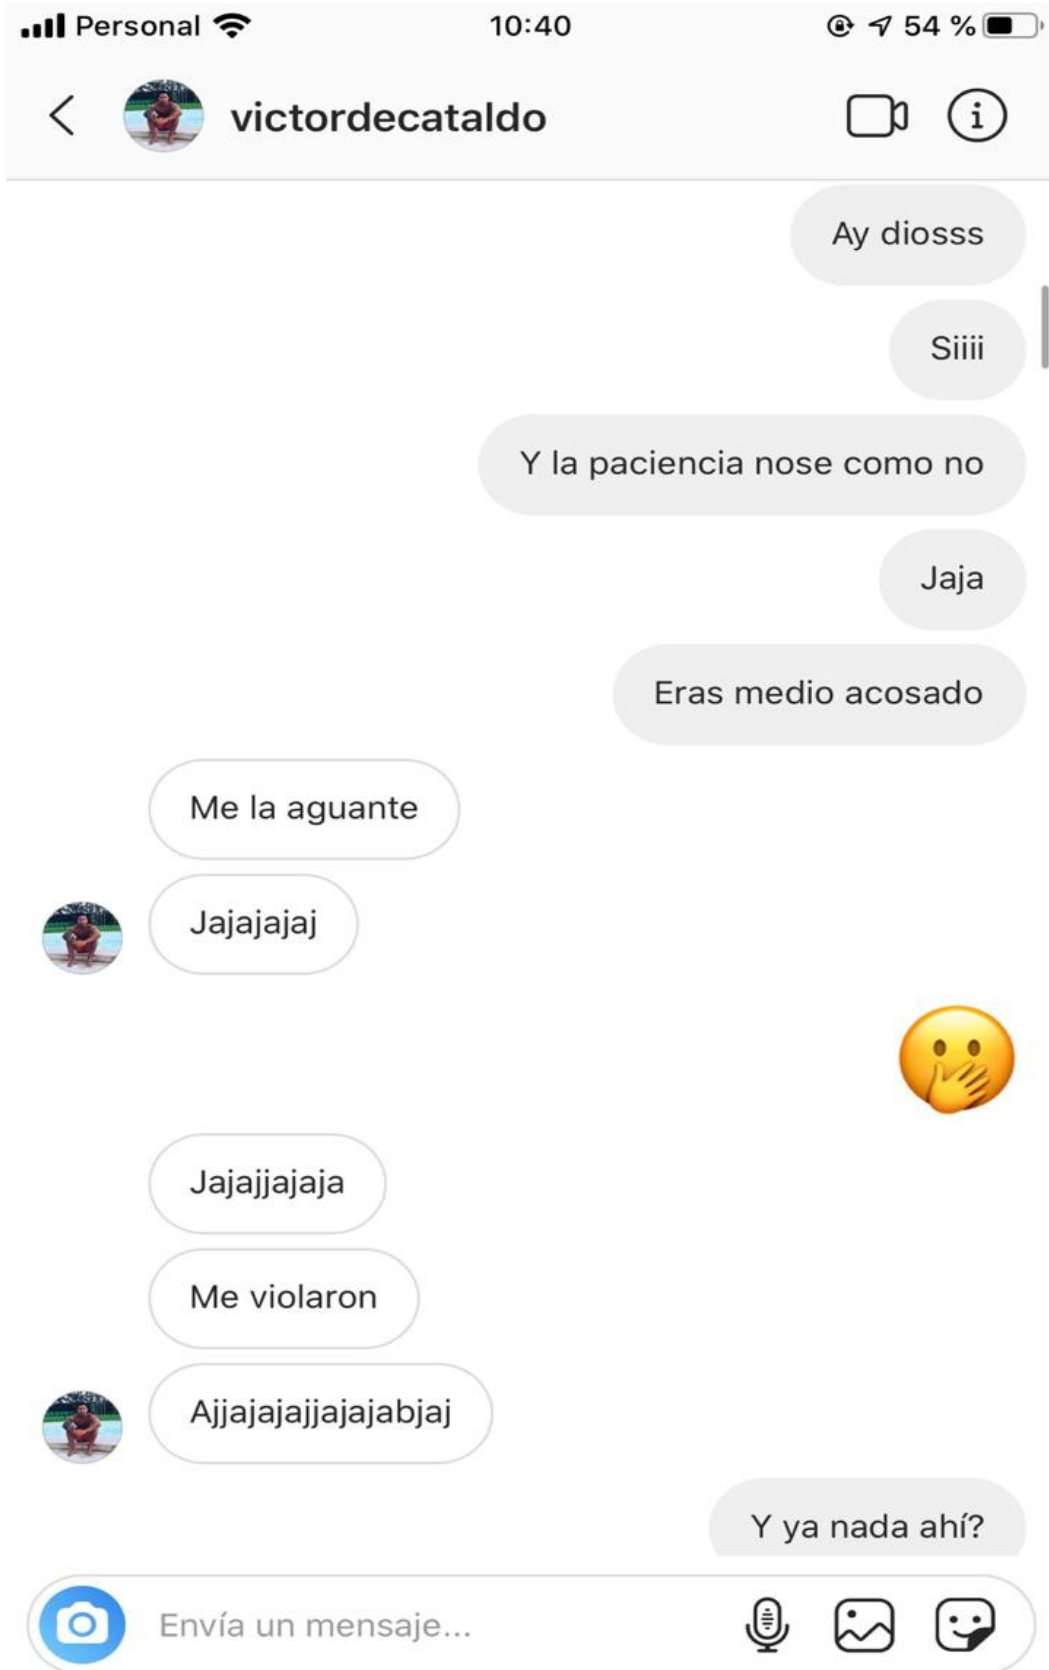 Personal 10:40 54 %
victordecataldo
Ay diosss
Siiii
Y la paciencia nose como no
Jaja
Eras medio acosado
Me la aguante
Jajajajaj
Jajajjajaja
Me violaron
Ajjajajajjajajabjaj
Y ya nada ahí?
Envía un mensaje...